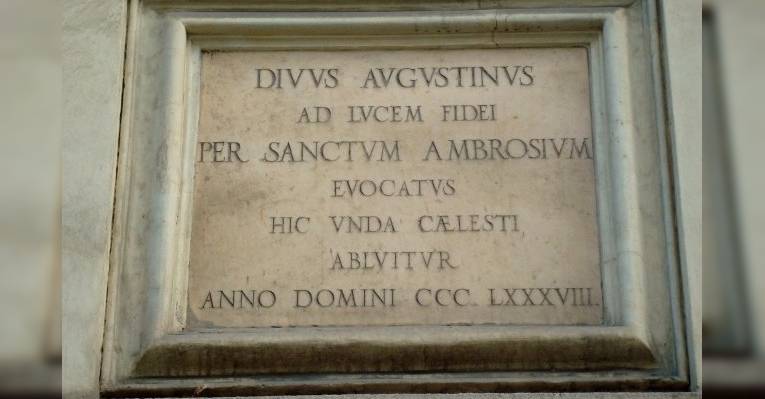 DIVVS AVGVSTINVS
AD LVCEM FIDEI
PER SANCTVM AMBROSIVM
EVOCATVS
HIC VNDA CÆLESTI
ABLVITVR
ANNO DOMINI CCC. LXXXVIII.